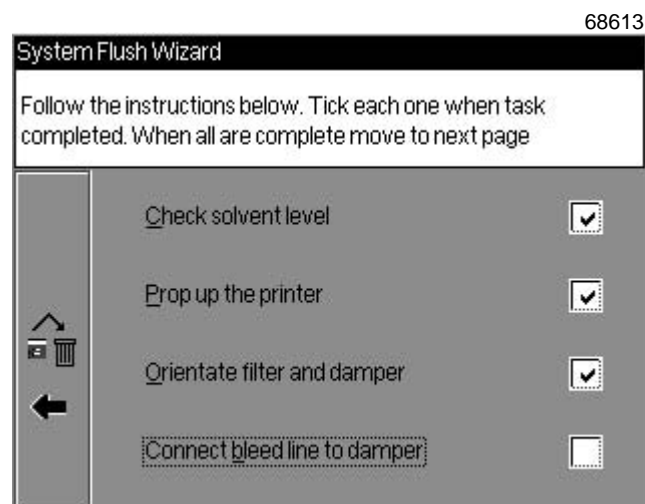 68613
System Flush Wizard
Follow the instructions below. Tick each one when task
completed. When all are complete move to next page
Check solvent level
Prop up the printer
Orientate filter and damper
Connect bleed line to damper